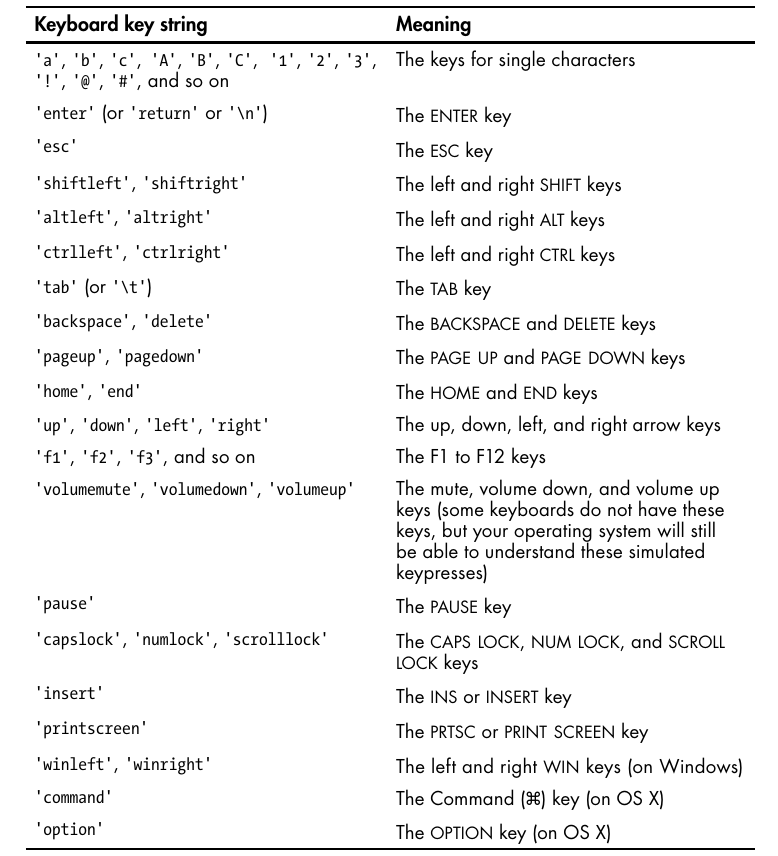 Keyboard key string Meaning
'a', 'b', 'c', 'A', 'B', 'C', '1', '2', '3', The keys for single characters
'!', '@', '#', and so on
'enter' (or 'return' or '\n') The ENTER key
'esc' The ESC key
'shiftleft', 'shiftright' The left and right SHIFT keys
'altleft', 'altright' The left and right ALT keys
'ctrlleft', 'ctrlright' The left and right CTRL keys
'tab' (or '\t') The TAB key
'backspace', 'delete' The BACKSPACE and DELETE keys
'pageup', 'pagedown' The PAGE UP and PAGE DOWN keys
'home', 'end' The HOME and END keys
'up', 'down', 'left', 'right' The up, down, left, and right arrow keys
'f1', 'f2', 'f3', and so on The F1 to F12 keys
'volumemute', 'volumedown', 'volumeup' The mute, volume down, and volume up
keys (some keyboards do not have these
keys, but your operating system will still
be able to understand these simulated
keypresses)
'pause' The PAUSE key
'capslock', 'numlock', 'scrolllock' The CAPS LOCK, NUM LOCK, and SCROLL
LOCK keys
'insert' The INS or INSERT key
'printscreen' The PRTSC or PRINT SCREEN key
'winleft', 'winright' The left and right WIN keys (on Windows)
'command' The Command (⌘) key (on OS X)
'option' The OPTION key (on OS X)